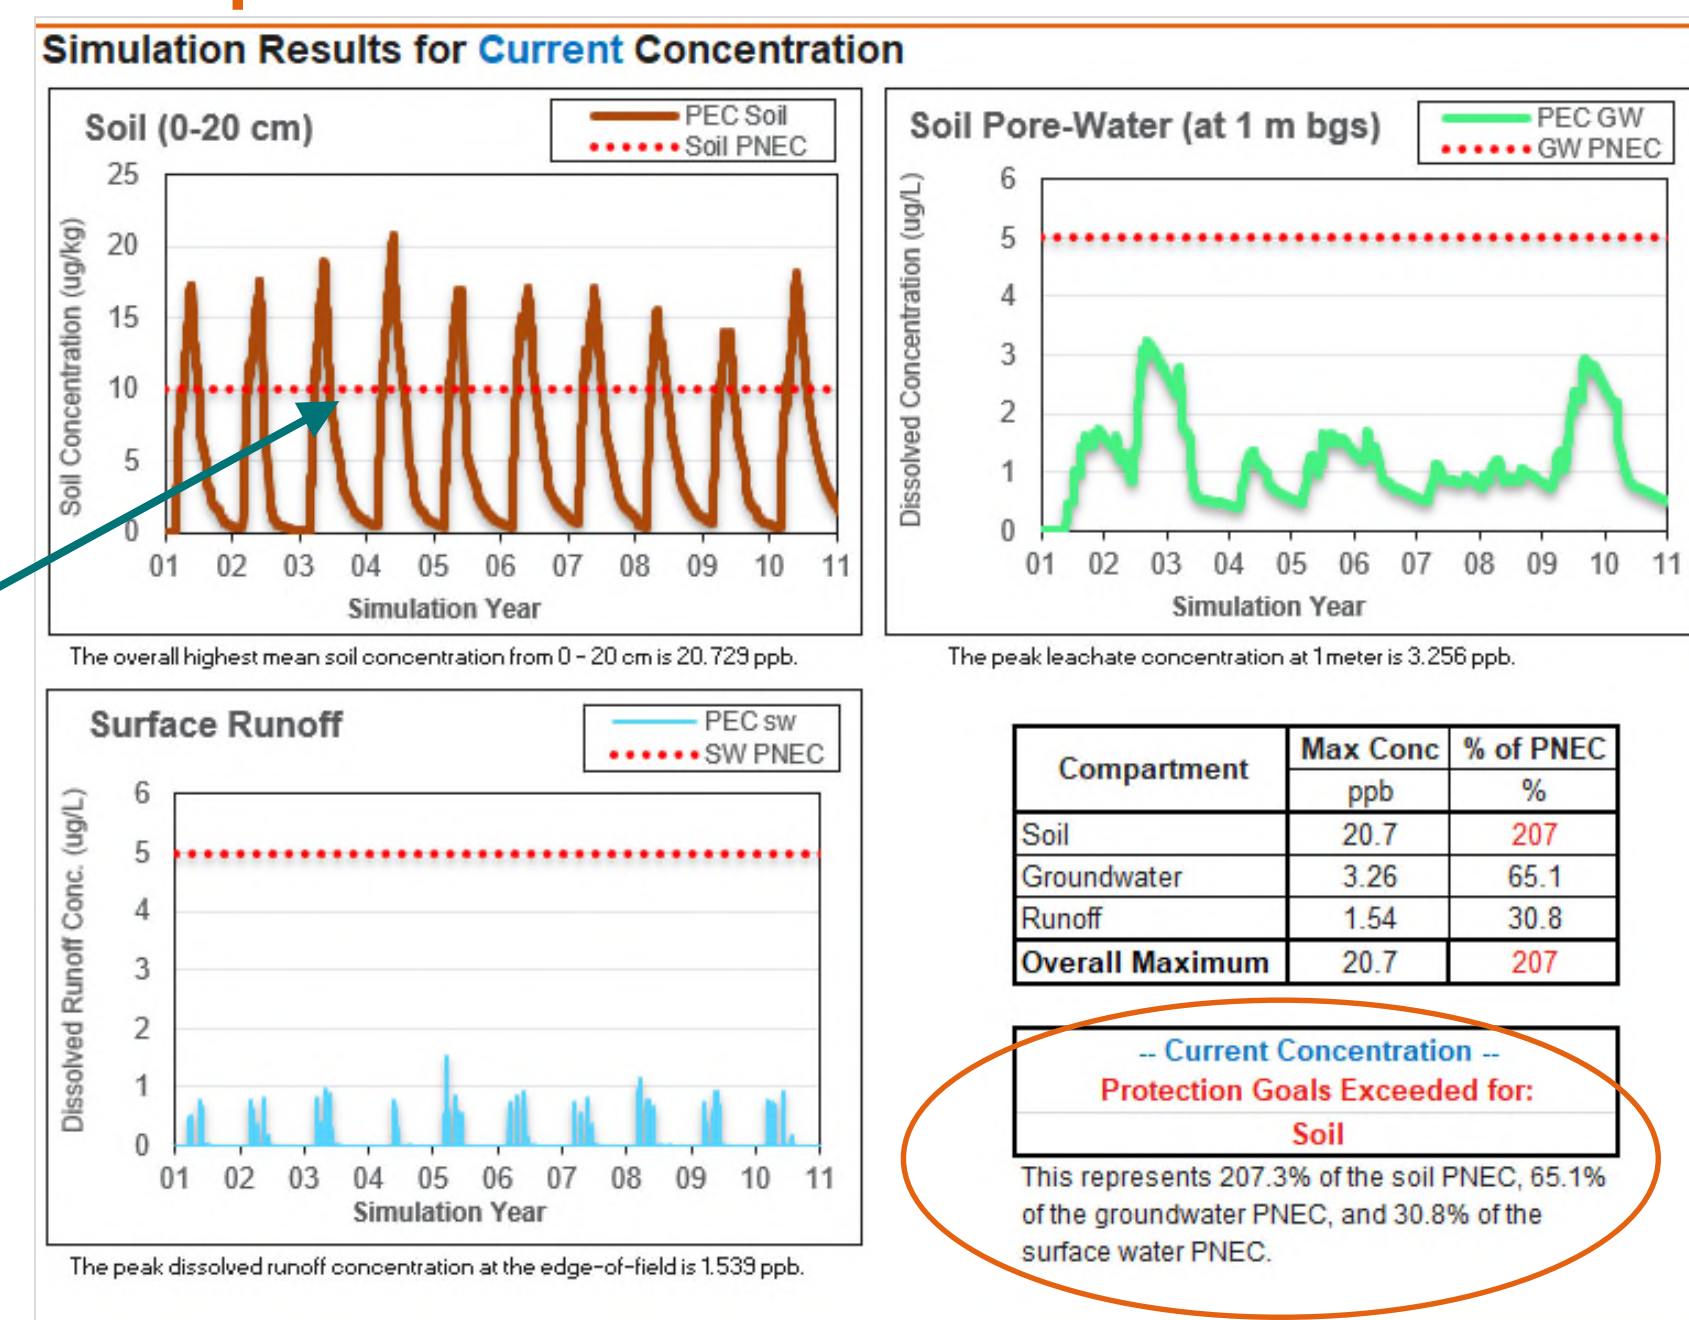 Simulation Results for Current Concentration
Soil (0-20 cm)
PEC Soil
Soil PNEC
Soil Concentration (ug/kg)
25
20
15
10
5
0
01 02 03 04 05 06 07 08 09 10 11
Simulation Year
The overall highest mean soil concentration from 0 - 20 cm is 20.729 ppb.
Soil Pore-Water (at 1 m bgs)
PEC GW
GW PNEC
Dissolved Concentration (ug/L)
6
5
4
3
2
1
0
01 02 03 04 05 06 07 08 09 10 11
Simulation Year
The peak leachate concentration at 1 meter is 3.256 ppb.
Surface Runoff
PEC sw
SW PNEC
Dissolved Runoff Conc. (ug/L)
6
5
4
3
2
1
0
01 02 03 04 05 06 07 08 09 10 11
Simulation Year
The peak dissolved runoff concentration at the edge-of-field is 1.539 ppb.
Compartment Max Conc % of PNEC
ppb %
Soil 20.7 207
Groundwater 3.26 65.1
Runoff 1.54 30.8
Overall Maximum 20.7 207
-- Current Concentration --
Protection Goals Exceeded for:
Soil
This represents 207.3% of the soil PNEC, 65.1%
of the groundwater PNEC, and 30.8% of the
surface water PNEC.